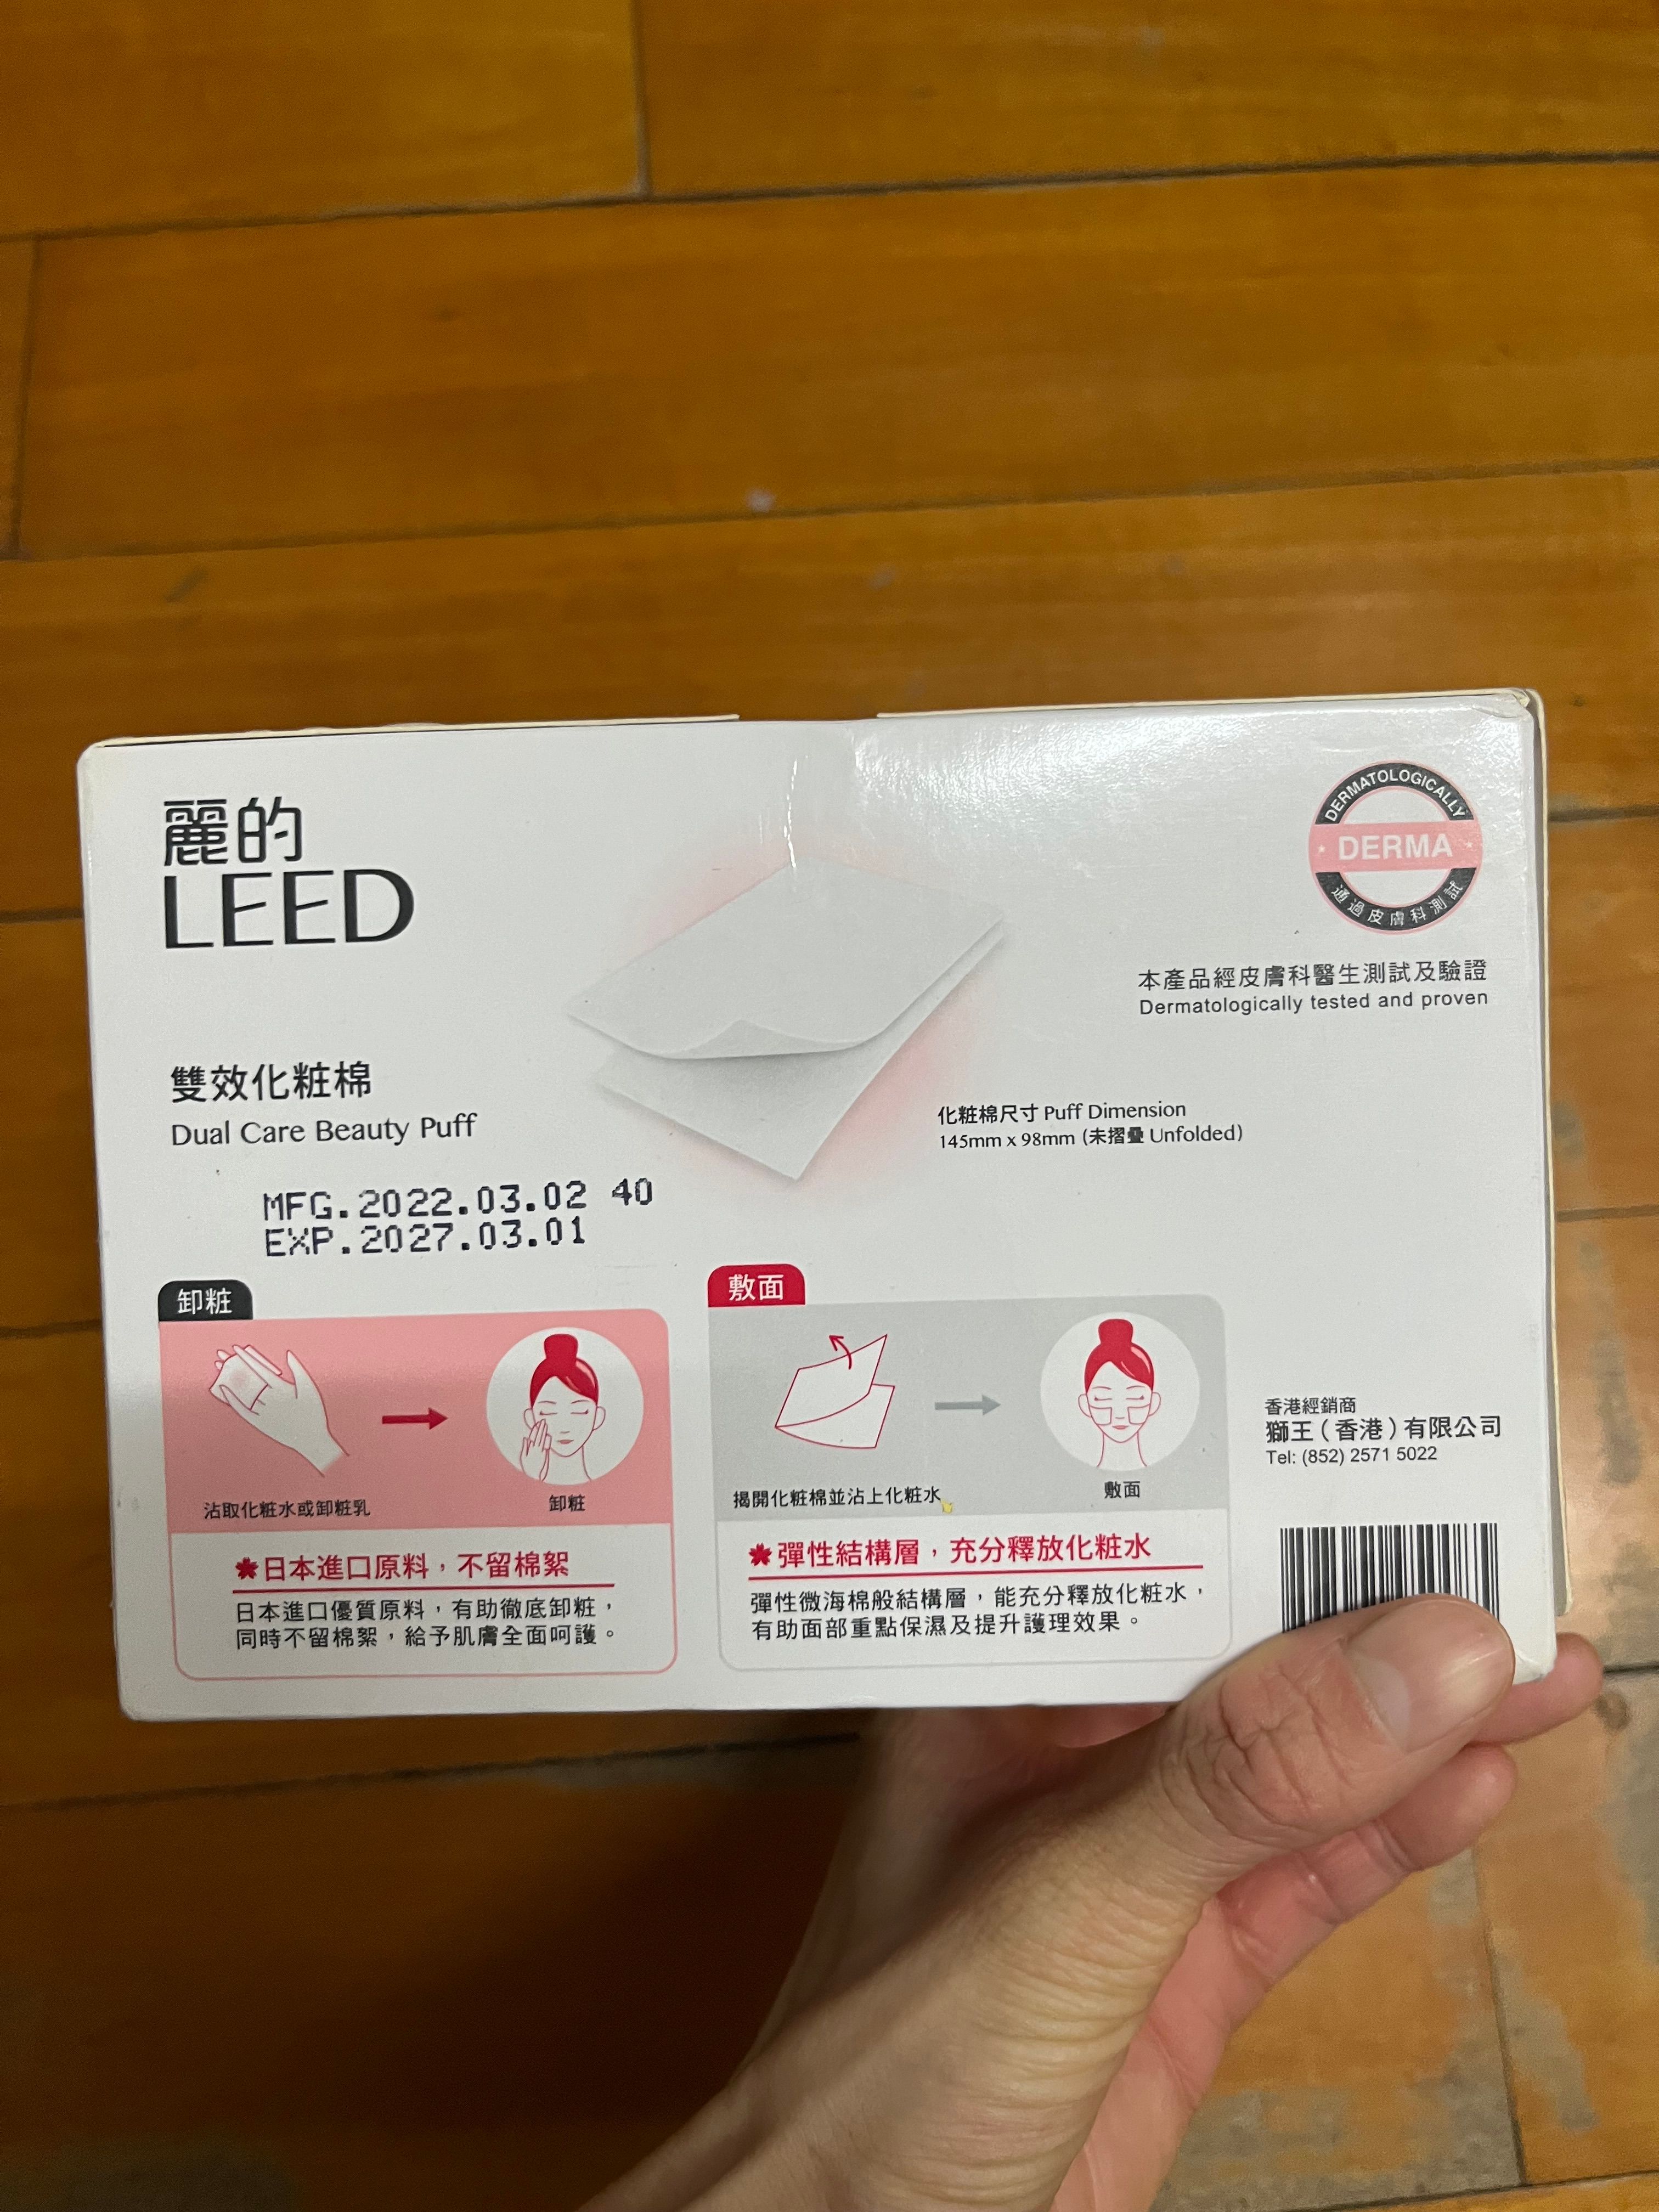 麗的
LEED
DERMATOLOGICALLY
DERMA
通過皮膚科測試
本產品經皮膚科醫生測試及驗證
Dermatologically tested and proven
雙效化粧棉
Dual Care Beauty Puff
化粧棉尺寸 Puff Dimension
145mm x 98mm (未摺疊 Unfolded)
MFG.2022.03.02 40
EXP.2027.03.01
卸粧
沾取化粧水或卸粧乳
卸粧
日本進口原料，不留棉絮
日本進口優質原料，有助徹底卸粧，
同時不留棉絮，給予肌膚全面呵護。
敷面
揭開化粧棉並沾上化粧水
敷面
彈性結構層，充分釋放化粧水
彈性微海棉般結構層，能充分釋放化粧水，
有助面部重點保濕及提升護理效果。
香港經銷商
獅王（香港）有限公司
Tel: (852) 2571 5022